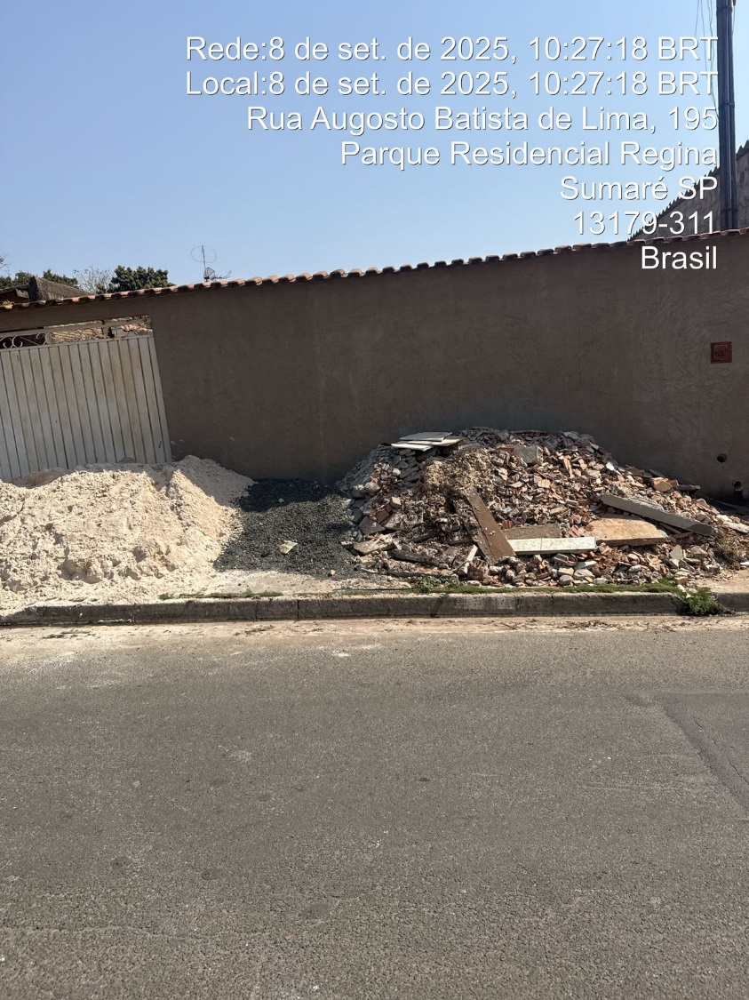 Rede:8 de set. de 2025, 10:27:18 BRT
Local:8 de set. de 2025, 10:27:18 BRT
Rua Augosto Batista de Lima, 195
Parque Residencial Regina
Sumaré SP
13179-311
Brasil